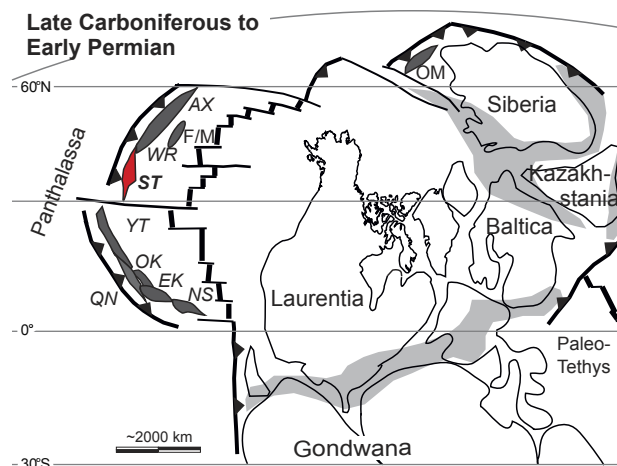 Late Carboniferous to
Early Permian
OM
60°N
AX
Siberia
F/M
WR
Kazakh-
stania
ST
Panthalassa
YT
Baltica
OK
EK
QN
NS
Laurentia
0°
Paleo-
Tethys
~2000 km
Gondwana
30°S